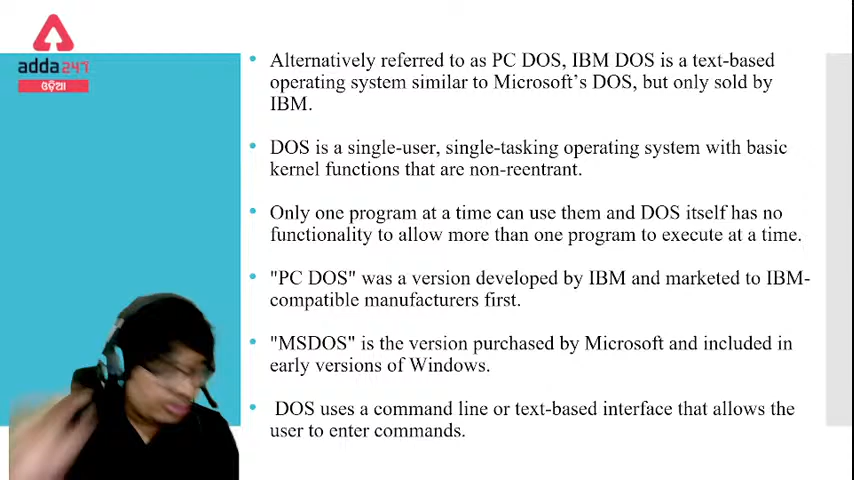 adda247
ଓଡ଼ିଆ
• Alternatively referred to as PC DOS, IBM DOS is a text-based
operating system similar to Microsoft’s DOS, but only sold by
IBM.
• DOS is a single-user, single-tasking operating system with basic
kernel functions that are non-reentrant.
• Only one program at a time can use them and DOS itself has no
functionality to allow more than one program to execute at a time.
• "PC DOS" was a version developed by IBM and marketed to IBM-
compatible manufacturers first.
• "MSDOS" is the version purchased by Microsoft and included in
early versions of Windows.
• DOS uses a command line or text-based interface that allows the
user to enter commands.